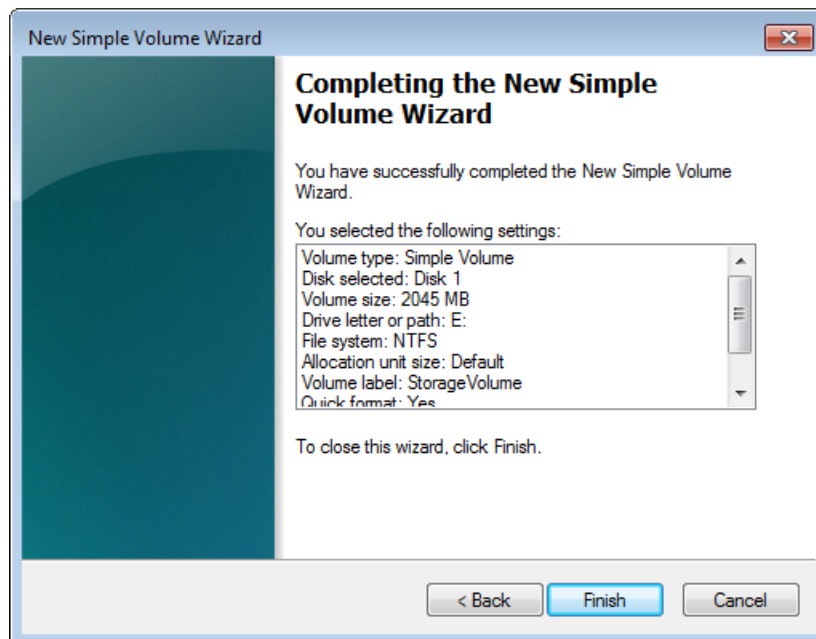 New Simple Volume Wizard
Completing the New Simple
Volume Wizard
You have successfully completed the New Simple Volume
Wizard.
You selected the following settings:
Volume type: Simple Volume
Disk selected: Disk 1
Volume size: 2045 MB
Drive letter or path: E:
File system: NTFS
Allocation unit size: Default
Volume label: StorageVolume
Quick format: Yes
To close this wizard, click Finish.
< Back
Finish
Cancel